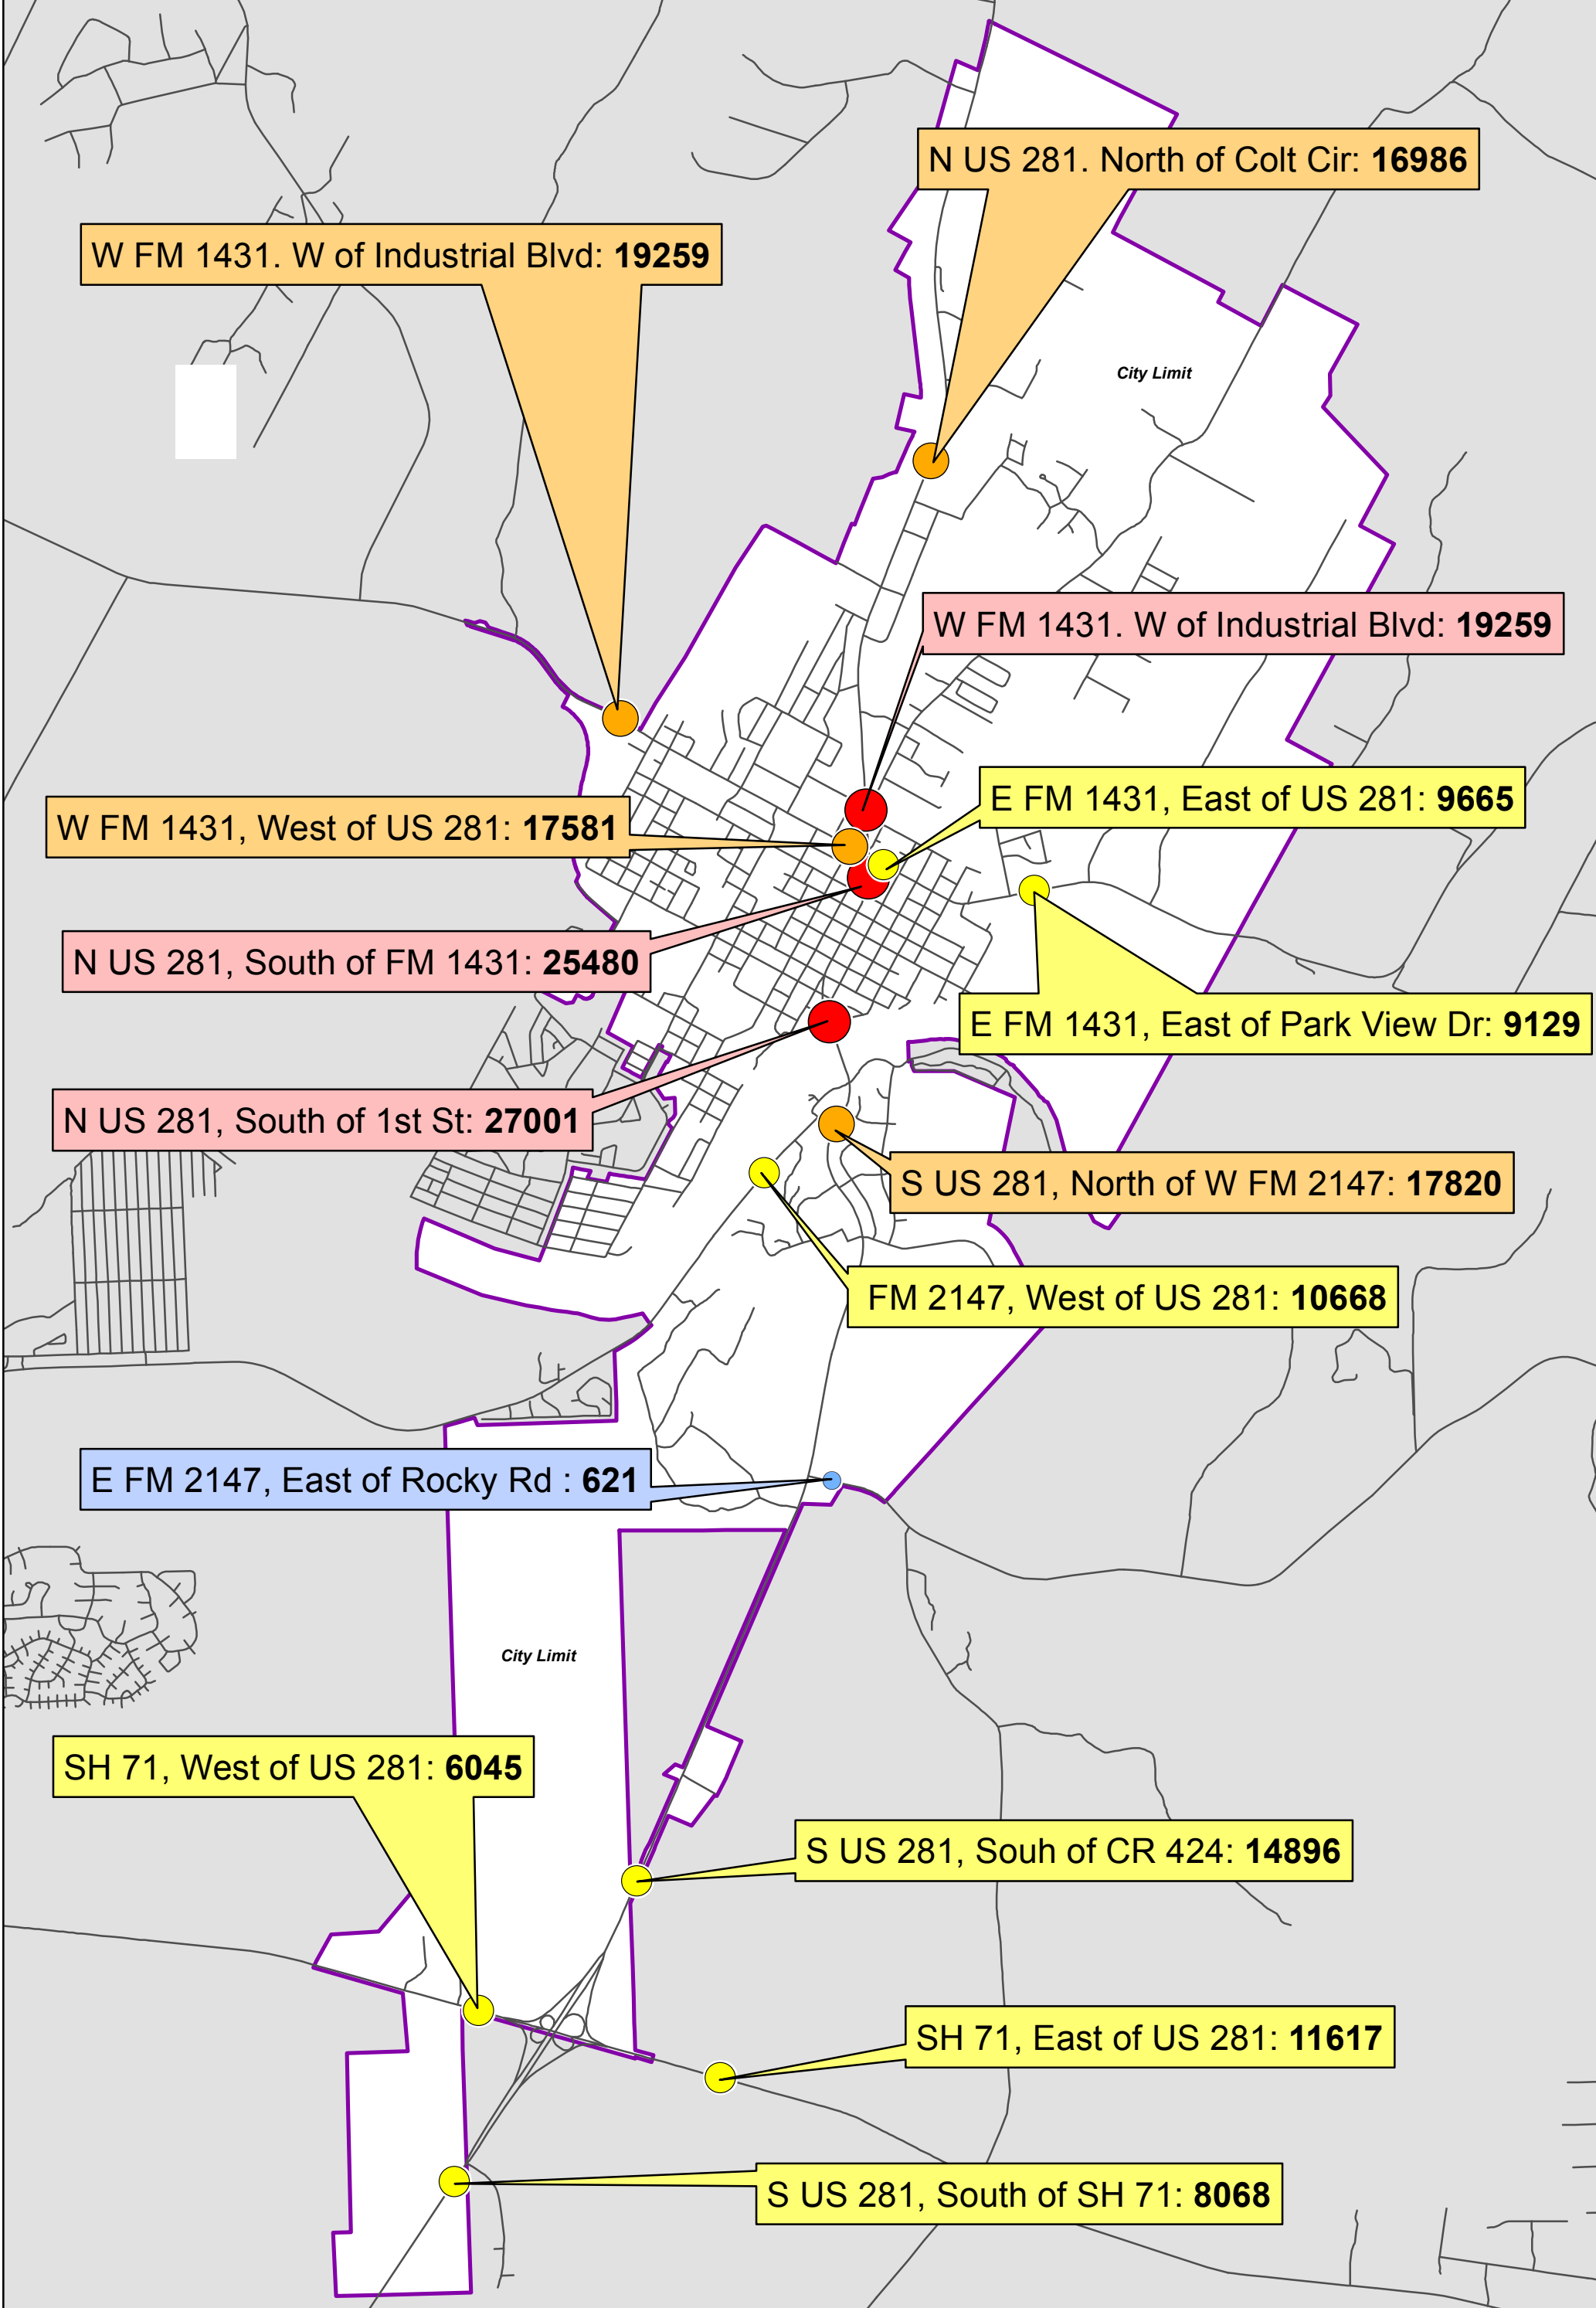 N US 281. North of Colt Cir: 16986
W FM 1431. W of Industrial Blvd: 19259
City Limit
W FM 1431. W of Industrial Blvd: 19259
E FM 1431, East of US 281: 9665
W FM 1431, West of US 281: 17581
N US 281, South of FM 1431: 25480
E FM 1431, East of Park View Dr: 9129
N US 281, South of 1st St: 27001
S US 281, North of W FM 2147: 17820
FM 2147, West of US 281: 10668
E FM 2147, East of Rocky Rd : 621
City Limit
SH 71, West of US 281: 6045
S US 281, Souh of CR 424: 14896
SH 71, East of US 281: 11617
S US 281, South of SH 71: 8068